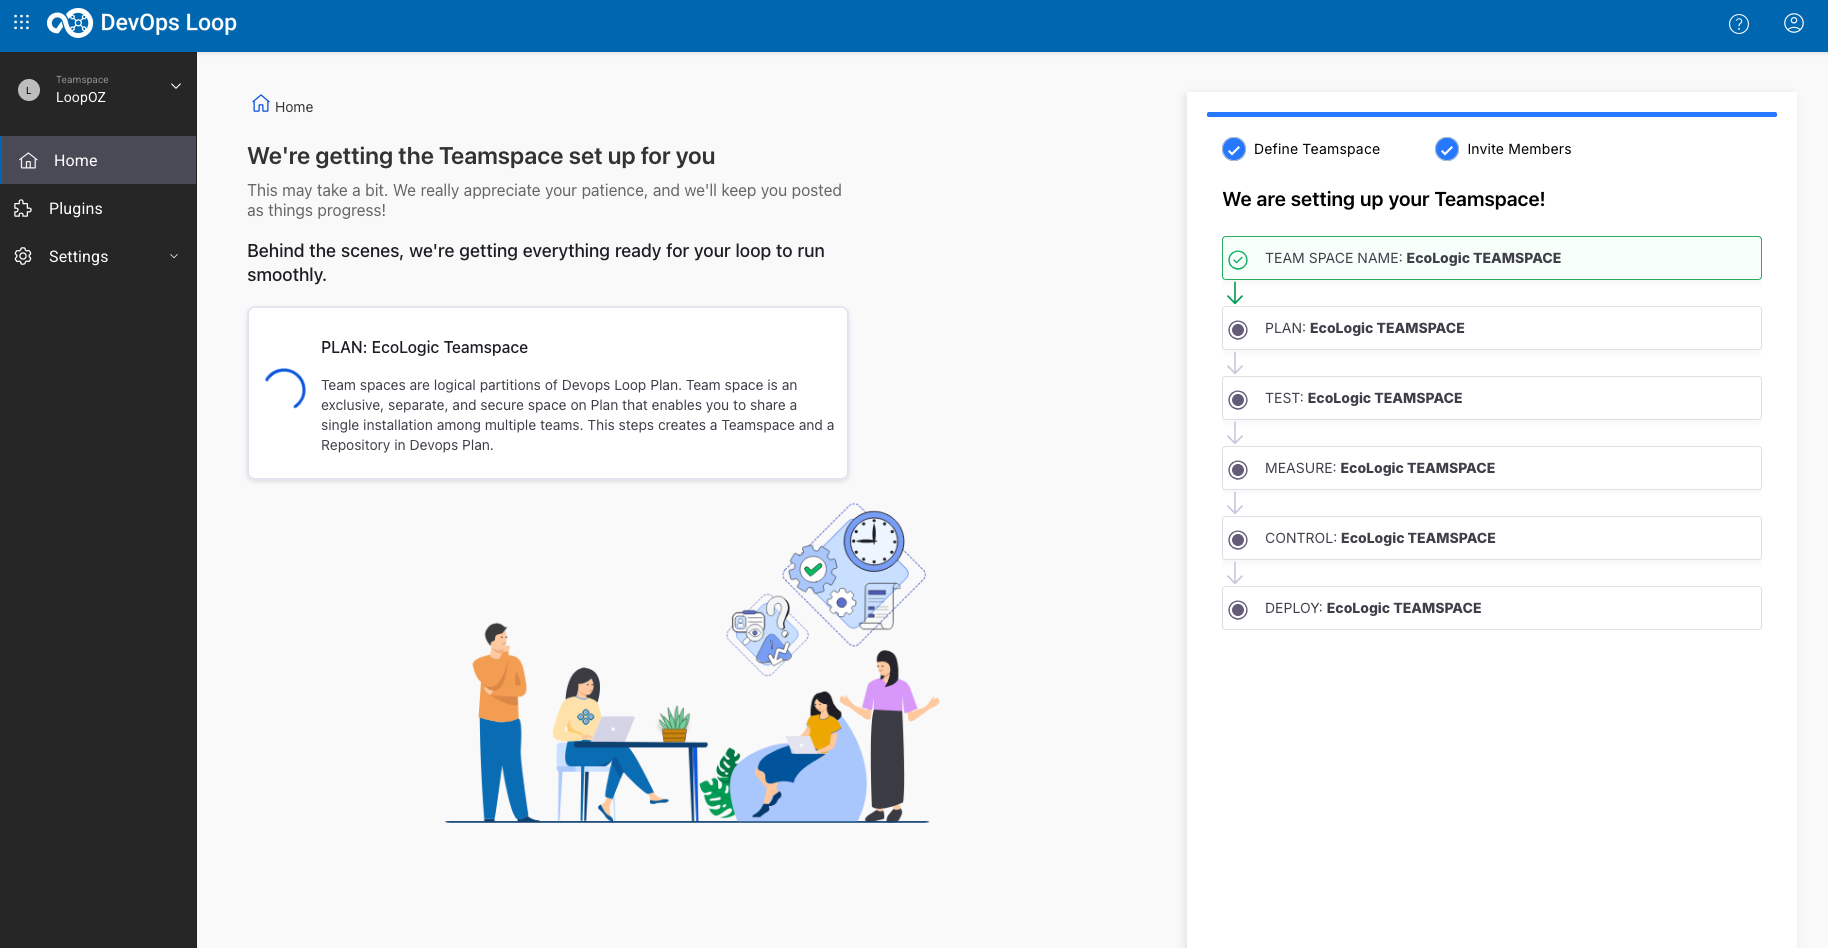 DevOps Loop
?
L
Teamspace
LoopOZ
Home
Plugins
Settings
Home
We're getting the Teamspace set up for you
This may take a bit. We really appreciate your patience, and we'll keep you posted
as things progress!
Behind the scenes, we're getting everything ready for your loop to run
smoothly.
PLAN: EcoLogic Teamspace
Team spaces are logical partitions of Devops Loop Plan. Team space is an
exclusive, separate, and secure space on Plan that enables you to share a
single installation among multiple teams. This steps creates a Teamspace and a
Repository in Devops Plan.
?
Define Teamspace
Invite Members
We are setting up your Teamspace!
TEAM SPACE NAME: EcoLogic TEAMSPACE
PLAN: EcoLogic TEAMSPACE
TEST: EcoLogic TEAMSPACE
MEASURE: EcoLogic TEAMSPACE
CONTROL: EcoLogic TEAMSPACE
DEPLOY: EcoLogic TEAMSPACE